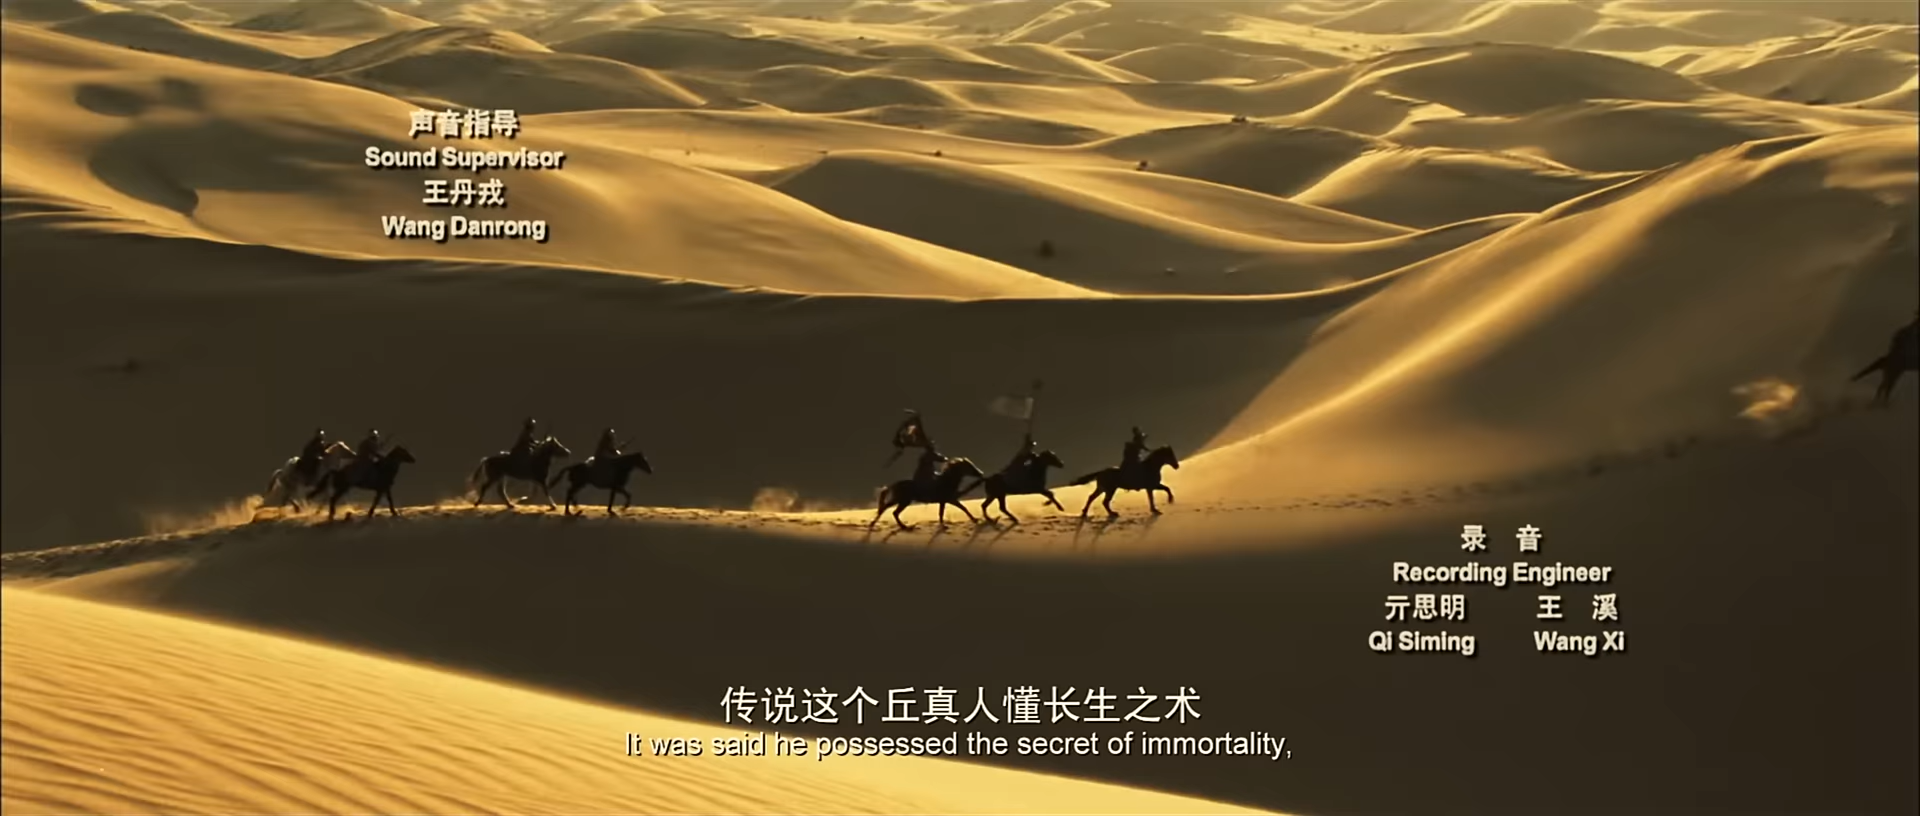 声音指导
Sound Supervisor
王丹戎
Wang Danrong
录 音
Recording Engineer
亓思明 王 溪
Qi Siming Wang Xi
传说这个丘真人懂长生之术
It was said he possessed the secret of immortality,